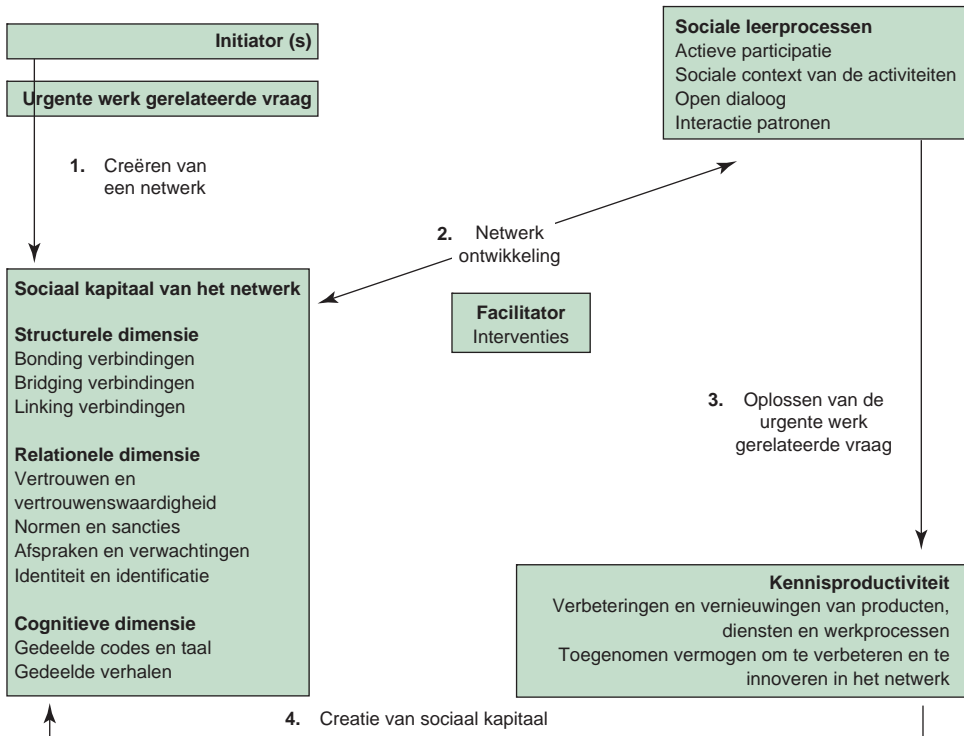 Initiator (s)
Urgente werk gerelateerde vraag
1. Creëren van
een netwerk
Sociale leerprocessen
Actieve participatie
Sociale context van de activiteiten
Open dialoog
Interactie patronen
2. Netwerk
ontwikkeling
Facilitator
Interventies
Sociaal kapitaal van het netwerk
Structurele dimensie
Bonding verbindingen
Bridging verbindingen
Linking verbindingen
Relationele dimensie
Vertrouwen en
vertrouwenswaardigheid
Normen en sancties
Afspraken en verwachtingen
Identiteit en identificatie
Cognitieve dimensie
Gedeelde codes en taal
Gedeelde verhalen
3. Oplossen van de
urgente werk
gerelateerde vraag
Kennisproductiviteit
Verbeteringen en vernieuwingen van producten,
diensten en werkprocessen
Toegenomen vermogen om te verbeteren en te
innoveren in het netwerk
4. Creatie van sociaal kapitaal